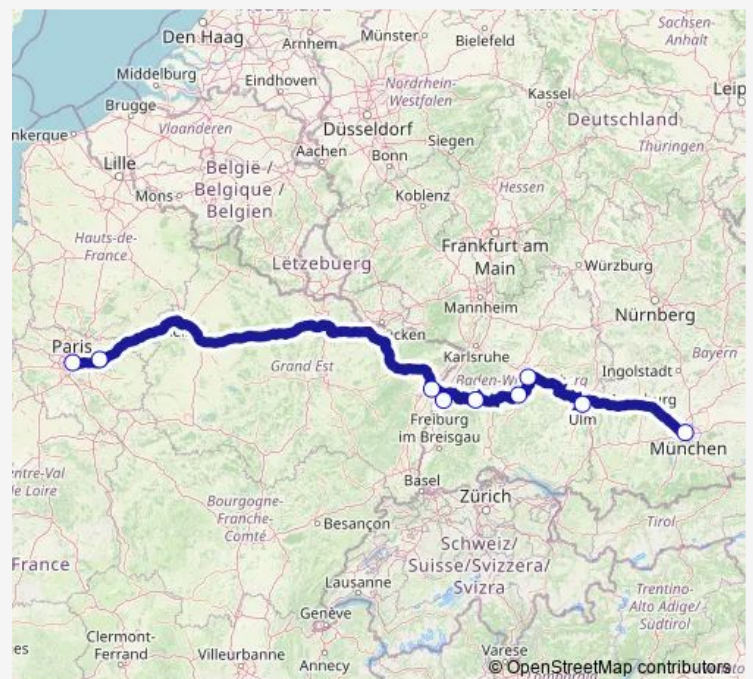 Den Haag
Arnhem
Münster
Bielefeld
Sachsen-
Anhalt
Middelburg
Eindhoven
Nordrhein-
Westfalen
Kassel
Brugge
Deutschland
Vlaanderen
Düsseldorf
Lille
Aachen
Bonn
Siegen
Thüringen
België /
Belgique /
Belgien
Mons
Koblenz
Hessen
Hauts-de-
France
Lëtzebuerg
Frankfurt am
Main
Würzburg
Mannheim
Nürnberg
Paris
Karlsruhe
Bayern
Grand Est
Ingolstadt
Freiburg
im Breisgau
Ulm
München
Basel
Zürich
Bourgogne-
Franche-
Comté
Besançon
Tirol
France
Schweiz/
Suisse/Svizzera/
Svizra
Lausanne
Trentino-
Alto Adige/
Südtirol
Genève
Clermont-
Ferrand
Villeurbanne
Annecy
Varese
© OpenStreetMap contributors